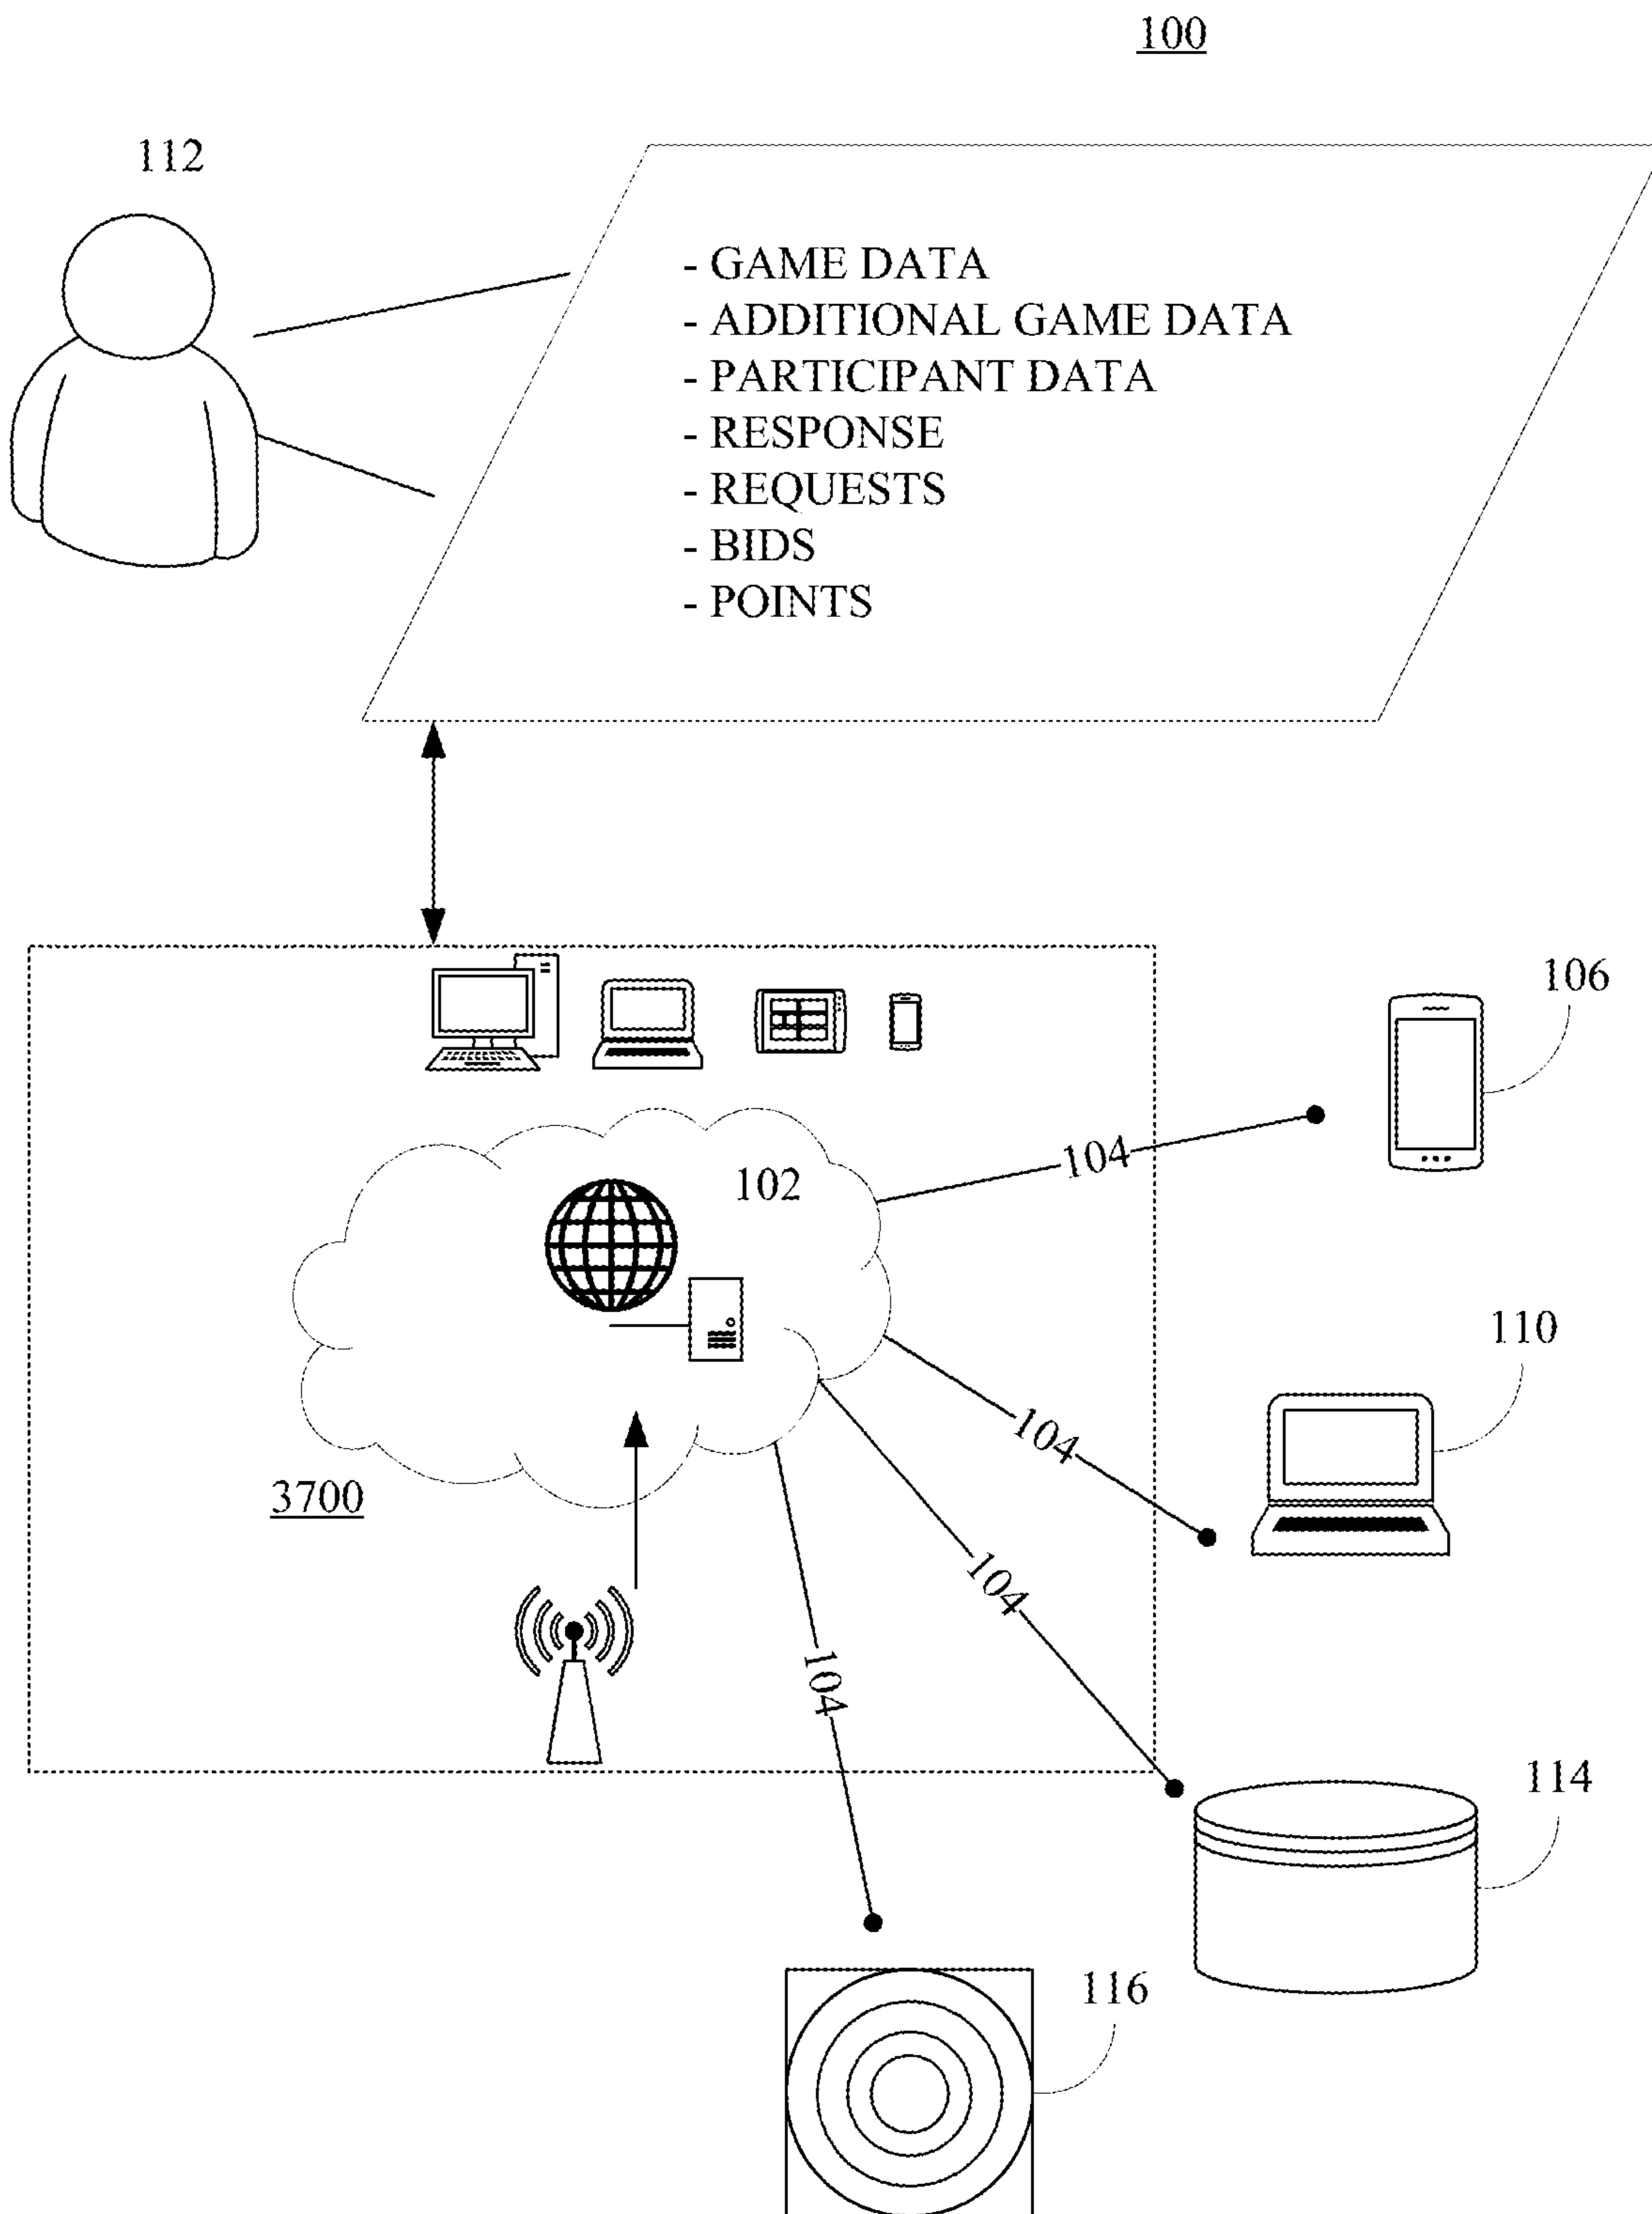 100
112
- GAME DATA
- ADDITIONAL GAME DATA
- PARTICIPANT DATA
- RESPONSE
- REQUESTS
- BIDS
- POINTS
106
104
102
110
104
3700
104
104
114
116